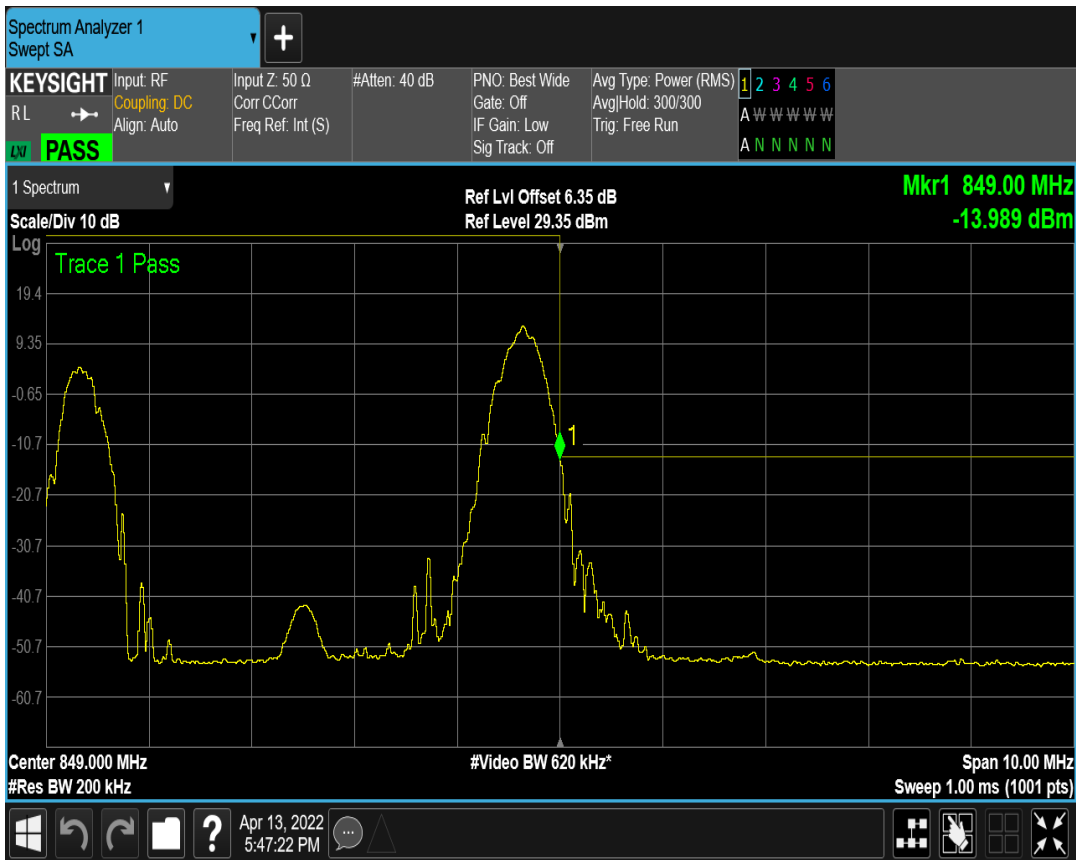 Spectrum Analyzer 1
Swept SA
+
KEYSIGHT
RL
LXI PASS
Input: RF
Coupling: DC
Align: Auto
Input Z: 50 Ω
Corr CCorr
Freq Ref: Int (S)
#Atten: 40 dB
PNO: Best Wide
Gate: Off
IF Gain: Low
Sig Track: Off
Avg Type: Power (RMS)
Avg|Hold: 300/300
Trig: Free Run
1 2 3 4 5 6
A W W W W W
A N N N N N
1 Spectrum
Scale/Div 10 dB
Ref Lvl Offset 6.35 dB
Ref Level 29.35 dBm
Mkr1 849.00 MHz
-13.989 dBm
Log
Trace 1 Pass
19.4
9.35
-0.65
-10.7
-20.7
-30.7
-40.7
-50.7
-60.7
1
Center 849.000 MHz
#Res BW 200 kHz
#Video BW 620 kHz*
Span 10.00 MHz
Sweep 1.00 ms (1001 pts)
?
Apr 13, 2022
5:47:22 PM